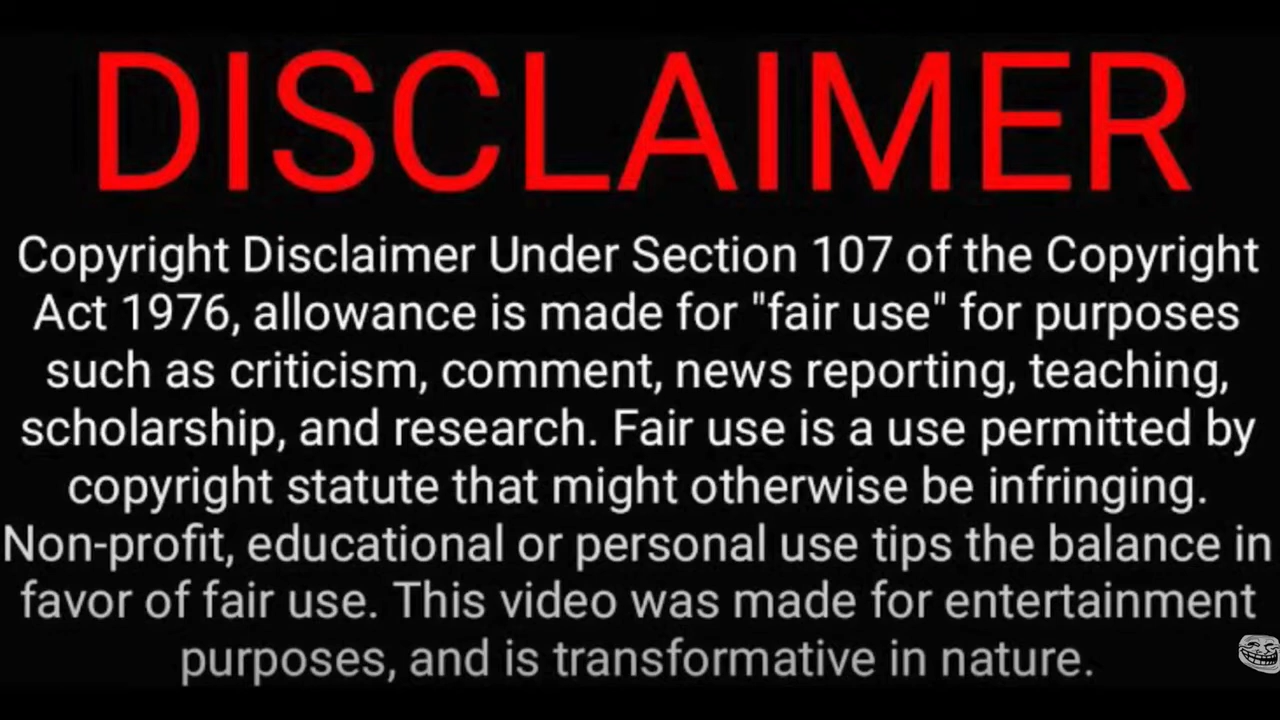 DISCLAIMER
Copyright Disclaimer Under Section 107 of the Copyright
Act 1976, allowance is made for "fair use" for purposes
such as criticism, comment, news reporting, teaching,
scholarship, and research. Fair use is a use permitted by
copyright statute that might otherwise be infringing.
Non-profit, educational or personal use tips the balance in
favor of fair use. This video was made for entertainment
purposes, and is transformative in nature.